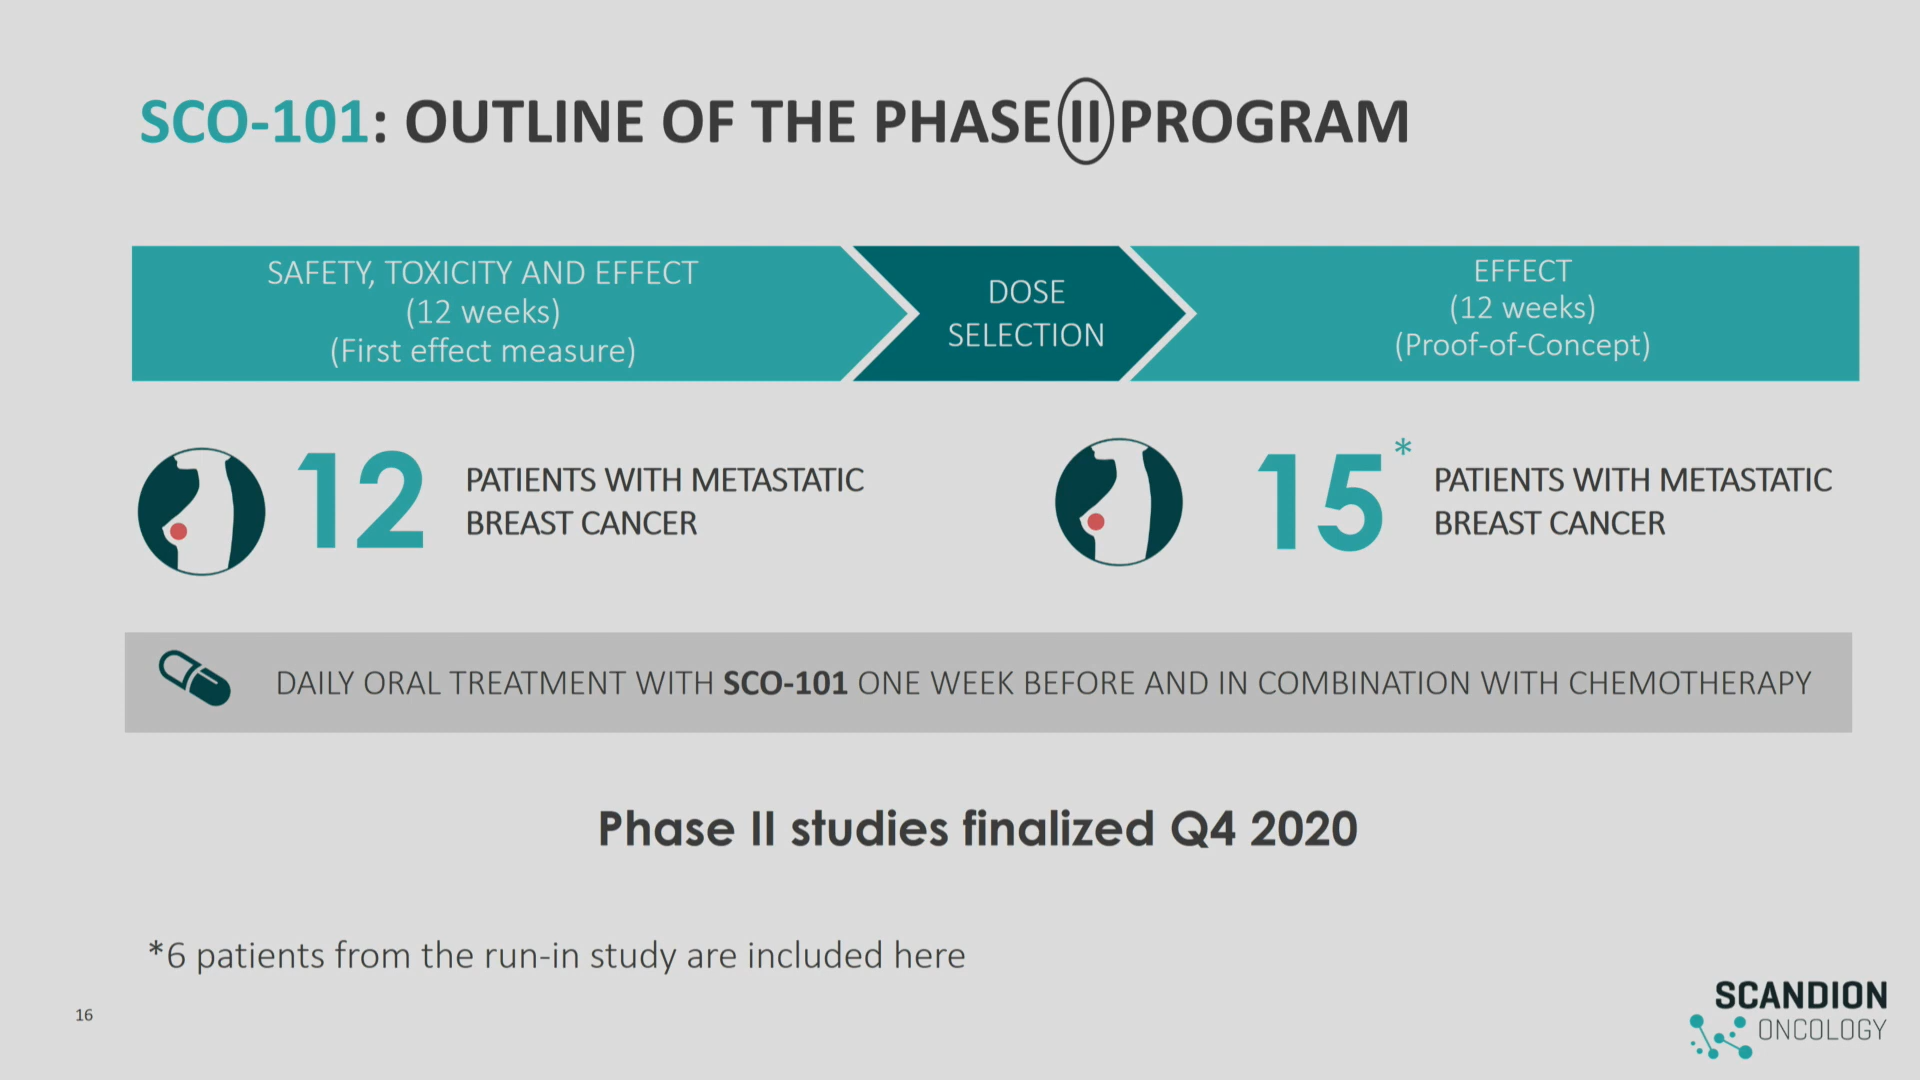 SCO-101: OUTLINE OF THE PHASE II PROGRAM
SAFETY, TOXICITY AND EFFECT
(12 weeks)
(First effect measure)
DOSE
SELECTION
EFFECT
(12 weeks)
(Proof-of-Concept)
12
PATIENTS WITH METASTATIC
BREAST CANCER
15*
PATIENTS WITH METASTATIC
BREAST CANCER
DAILY ORAL TREATMENT WITH SCO-101 ONE WEEK BEFORE AND IN COMBINATION WITH CHEMOTHERAPY
Phase II studies finalized Q4 2020
*6 patients from the run-in study are included here
16
SCANDION
ONCOLOGY